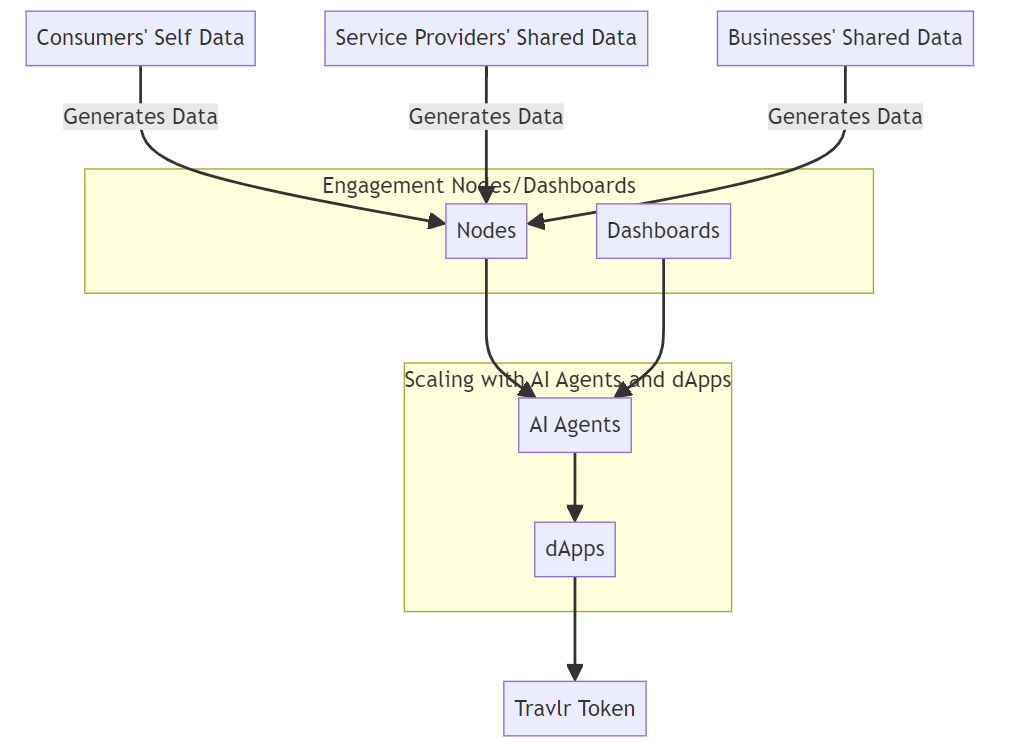 Consumers' Self Data
Service Providers' Shared Data
Businesses' Shared Data
Generates Data
Generates Data
Generates Data
Engagement Nodes/Dashboards
Nodes
Dashboards
Scaling with AI Agents and dApps
AI Agents
dApps
Travlr Token